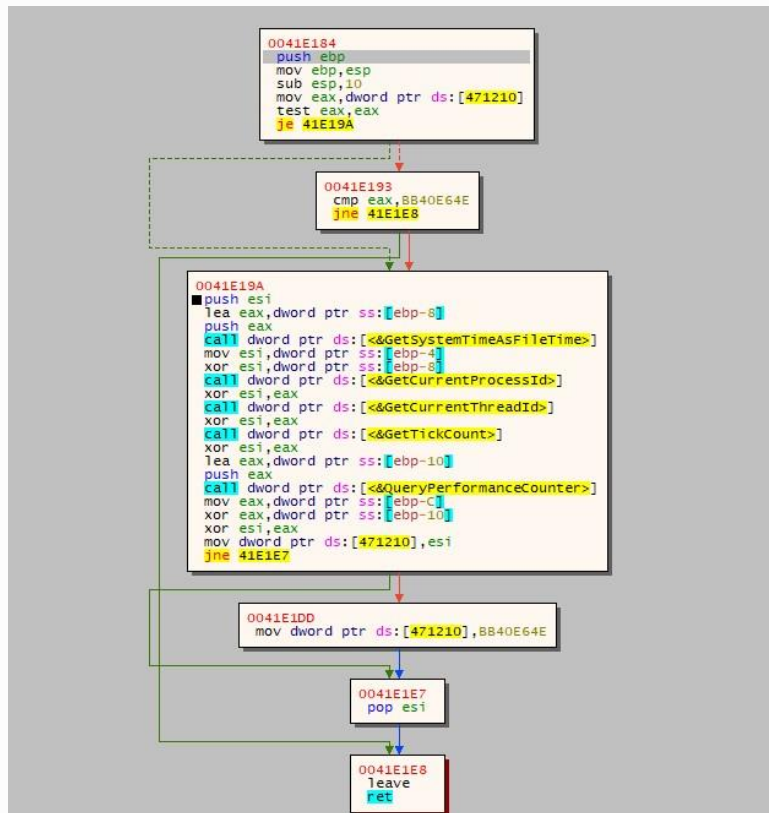 0041E184
push ebp
mov ebp,esp
sub esp,10
mov eax,dword ptr ds:[471210]
test eax,eax
je 41E19A
0041E193
cmp eax,BB40E64E
jne 41E1E8
0041E19A
push esi
lea eax,dword ptr ss:[ebp-8]
push eax
call dword ptr ds:[<&GetSystemTimeAsFileTime>]
mov esi,dword ptr ss:[ebp-4]
xor esi,dword ptr ss:[ebp-8]
call dword ptr ds:[<&GetCurrentProcessId>]
xor esi,eax
call dword ptr ds:[<&GetCurrentThreadId>]
xor esi,eax
call dword ptr ds:[<&GetTickCount>]
xor esi,eax
lea eax,dword ptr ss:[ebp-10]
push eax
call dword ptr ds:[<&QueryPerformanceCounter>]
mov eax,dword ptr ss:[ebp-C]
xor eax,dword ptr ss:[ebp-10]
xor esi,eax
mov dword ptr ds:[471210],esi
jne 41E1E7
0041E1DD
mov dword ptr ds:[471210],BB40E64E
0041E1E7
pop esi
0041E1E8
leave
ret